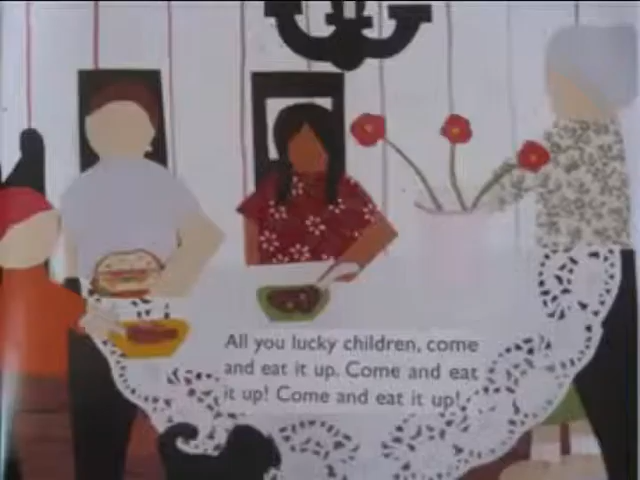 All you lucky children, come
and eat it up. Come and eat
it up! Come and eat it up!